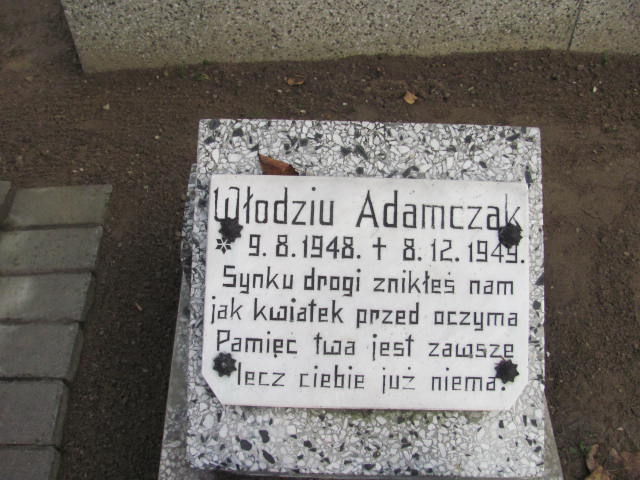 Włodziu Adamczak
* 9.8.1948. + 8.12.1949.
Synku drogi znikłeś nam
jak kwiatek przed oczyma
Pamięć twa jest zawsze
lecz ciebie już niema.